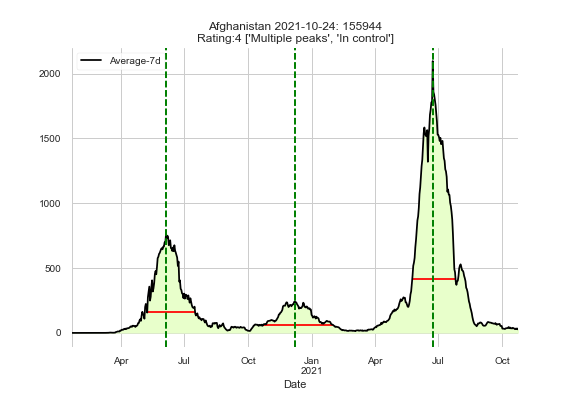 Afghanistan 2021-10-24: 155944
Rating:4 ['Multiple peaks', 'In control']
Average-7d
2000
1500
1000
500
0
Apr Jul Oct Jan Apr Jul Oct
2021
Date